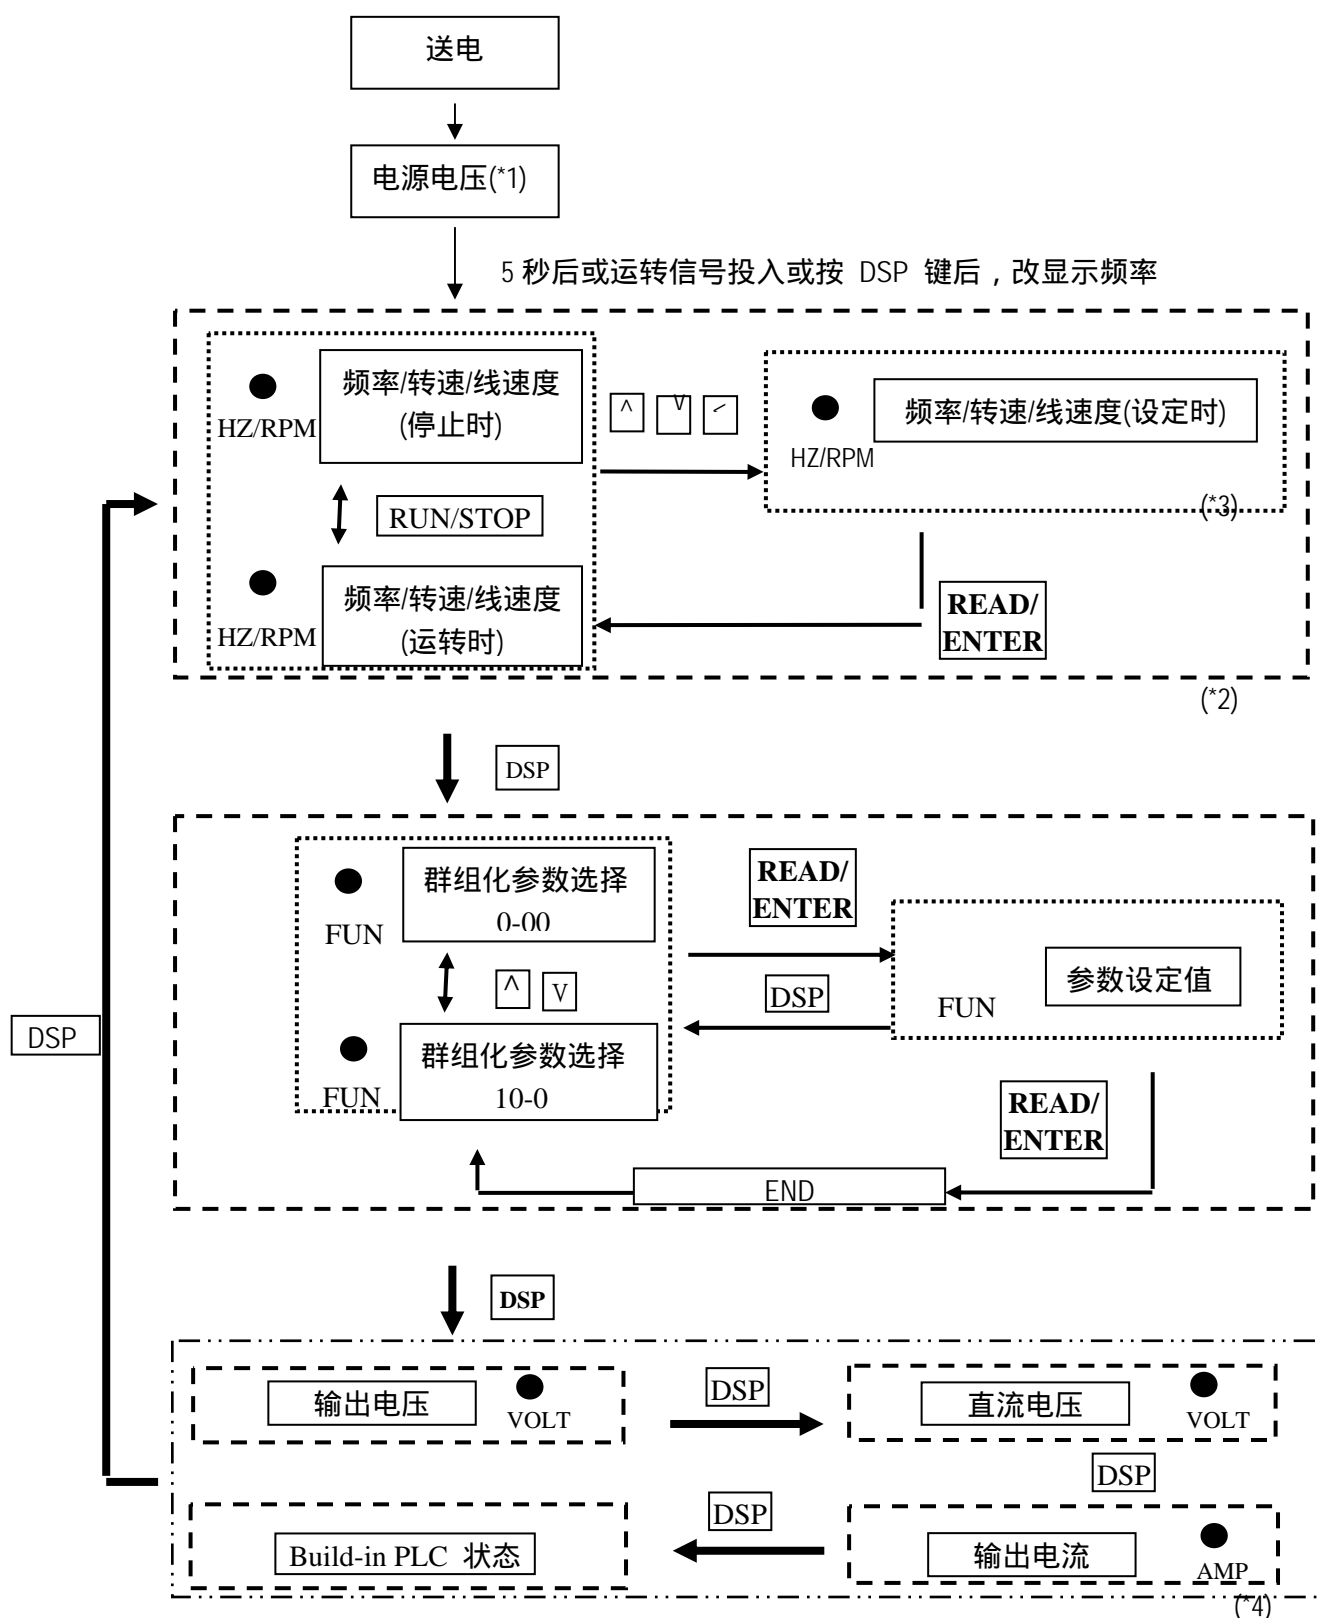 送电
电源电压(*1)
5 秒后或运转信号投入或按 DSP 键后，改显示频率
频率/转速/线速度
(停止时)
HZ/RPM
^ V <
频率/转速/线速度(设定时)
HZ/RPM
(*3)
RUN/STOP
频率/转速/线速度
(运转时)
HZ/RPM
READ/
ENTER
(*2)
DSP
群组化参数选择
0-00
FUN
READ/
ENTER
参数设定值
FUN
DSP
^ V
群组化参数选择
10-0
FUN
READ/
ENTER
END
DSP
DSP
输出电压
VOLT
DSP
直流电压
VOLT
DSP
DSP
Build-in PLC 状态
输出电流
AMP
(*4)